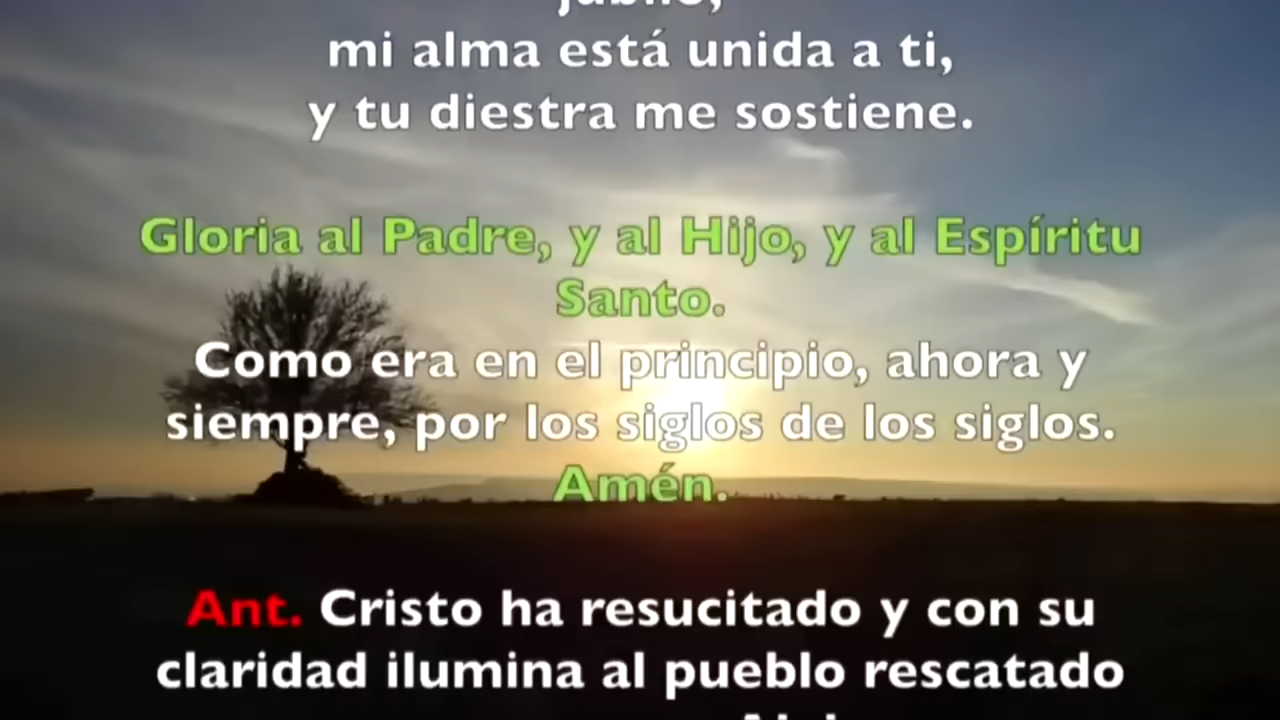 júbilo,
mi alma está unida a ti,
y tu diestra me sostiene.
Gloria al Padre, y al Hijo, y al Espíritu
Santo.
Como era en el principio, ahora y
siempre, por los siglos de los siglos.
Amén.
Ant. Cristo ha resucitado y con su
claridad ilumina al pueblo rescatado